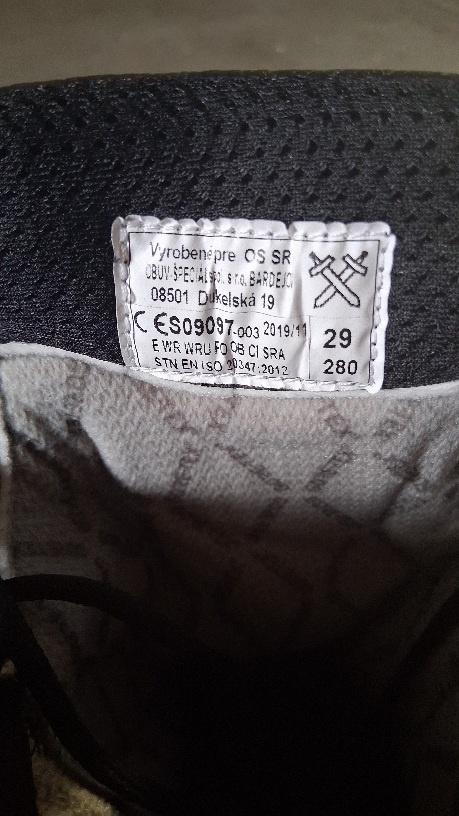 Vyrobené pre OS SR
OBUV-ŠPECIÁL spol. s r.o. BARDEJOV
08501 Dukelská 19
CE S09097-003 2019/11
E WR WRU FO OB CI SRA
STN EN ISO 20347:2012
29
280